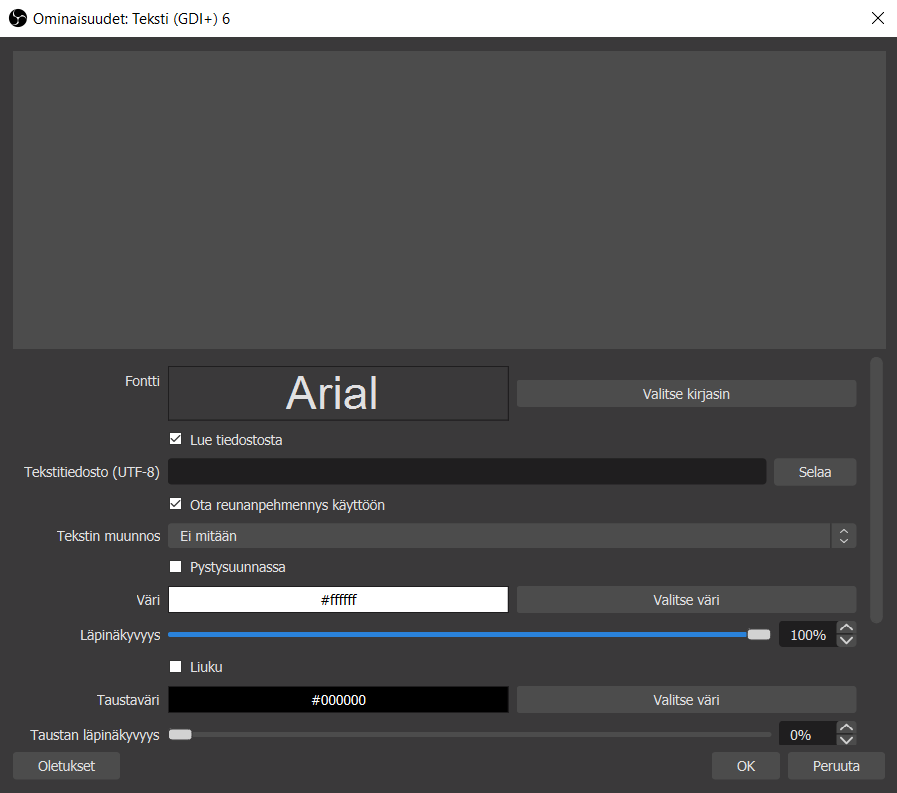 Ominaisuudet: Teksti (GDI+) 6
Fontti Arial Valitse kirjasin
Lue tiedostosta
Tekstitiedosto (UTF-8) Selaa
Ota reunanpehmennys käyttöön
Tekstin muunnos Ei mitään
Pystysuunnassa
Väri #ffffff Valitse väri
Läpinäkyvyys 100%
Liuku
Taustaväri #000000 Valitse väri
Taustan läpinäkyvyys 0%
Oletukset OK Peruuta